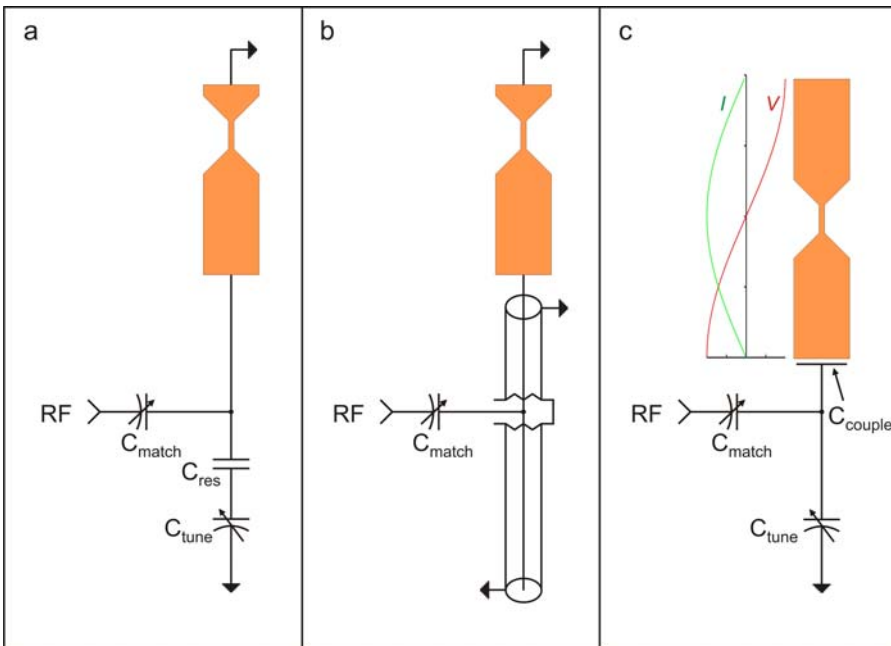 a
RF
C_match
C_res
C_tune
b
RF
C_match
c
I
V
C_couple
RF
C_match
C_tune